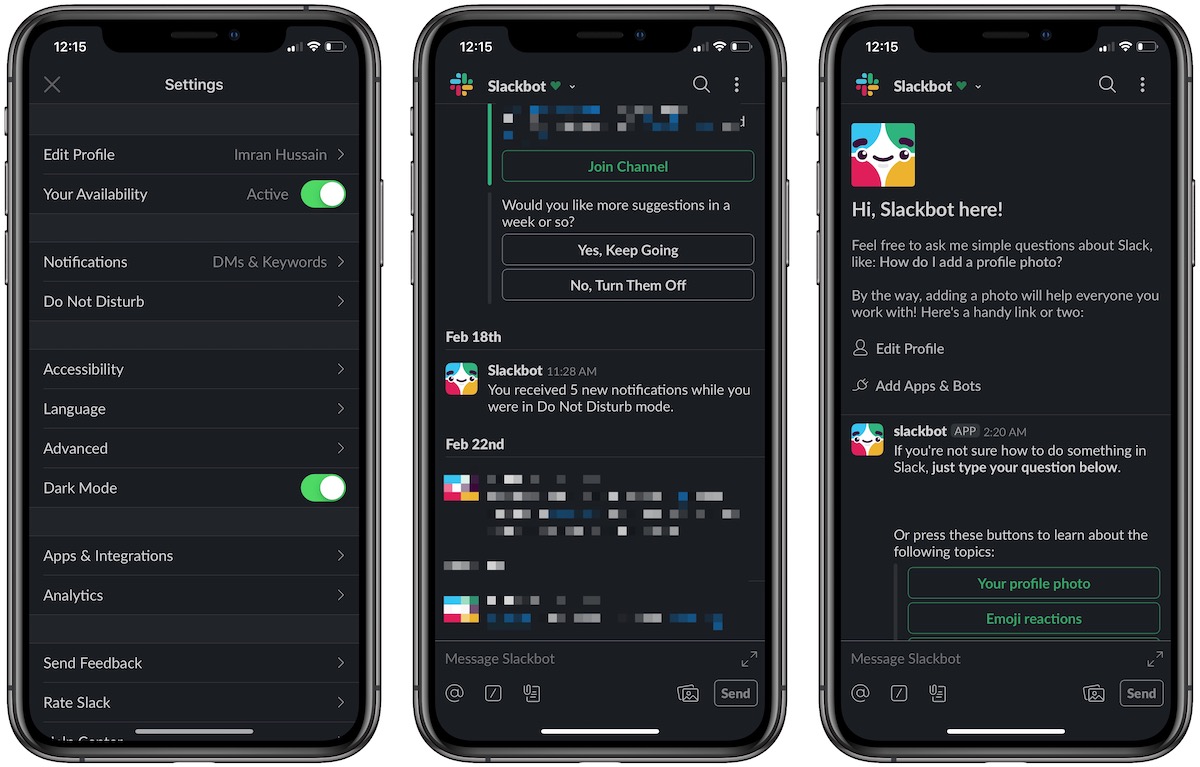 12:15
Settings
Edit Profile Imran Hussain
Your Availability Active
Notifications DMs & Keywords
Do Not Disturb
Accessibility
Language
Advanced
Dark Mode
Apps & Integrations
Analytics
Send Feedback
Rate Slack
Help Center
12:15
Slackbot
Join Channel
Would you like more suggestions in a
week or so?
Yes, Keep Going
No, Turn Them Off
Feb 18th
Slackbot 11:28 AM
You received 5 new notifications while you
were in Do Not Disturb mode.
Feb 22nd
Message Slackbot
Send
12:15
Slackbot
Hi, Slackbot here!
Feel free to ask me simple questions about Slack,
like: How do I add a profile photo?
By the way, adding a photo will help everyone you
work with! Here's a handy link or two:
Edit Profile
Add Apps & Bots
slackbot APP 2:20 AM
If you're not sure how to do something in
Slack, just type your question below.
Or press these buttons to learn about the
following topics:
Your profile photo
Emoji reactions
Message Slackbot
Send